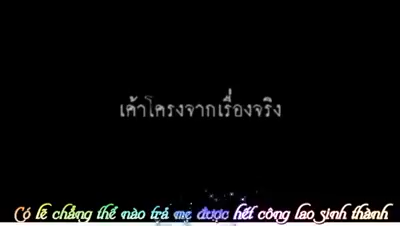 เค้าโครงจากเรื่องจริง
Có lẽ chẳng thể nào trả mẹ được hết công lao sinh thành